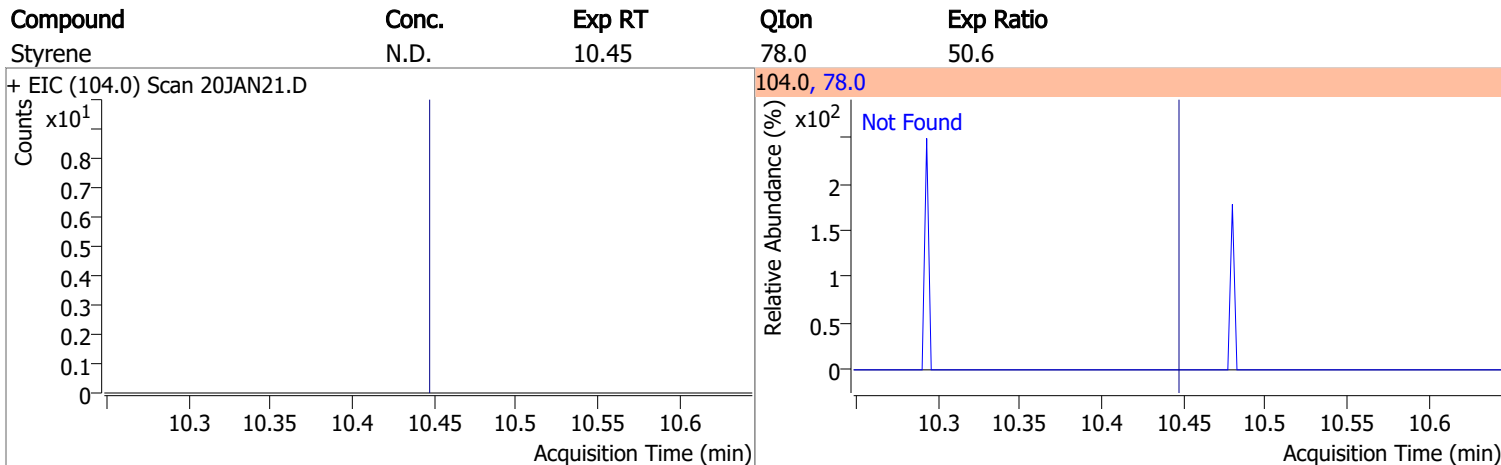 Compound Conc. Exp RT QIon Exp Ratio
Styrene N.D. 10.45 78.0 50.6
+ EIC (104.0) Scan 20JAN21.D
Counts
x10¹
0.8
0.7
0.6
0.5
0.4
0.3
0.2
0.1
0
10.3 10.35 10.4 10.45 10.5 10.55 10.6
Acquisition Time (min)
104.0, 78.0
Relative Abundance (%)
x10²
Not Found
2
1.5
1
0.5
0
10.3 10.35 10.4 10.45 10.5 10.55 10.6
Acquisition Time (min)